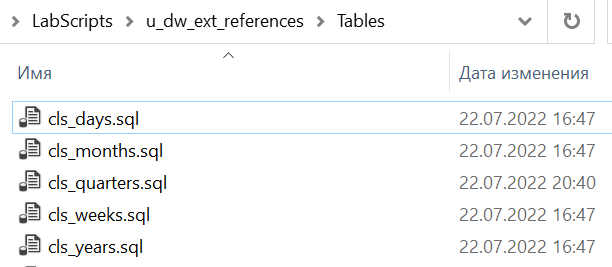 LabScripts > u_dw_ext_references > Tables
Имя Дата изменения
cls_days.sql 22.07.2022 16:47
cls_months.sql 22.07.2022 16:47
cls_quarters.sql 22.07.2022 20:40
cls_weeks.sql 22.07.2022 16:47
cls_years.sql 22.07.2022 16:47